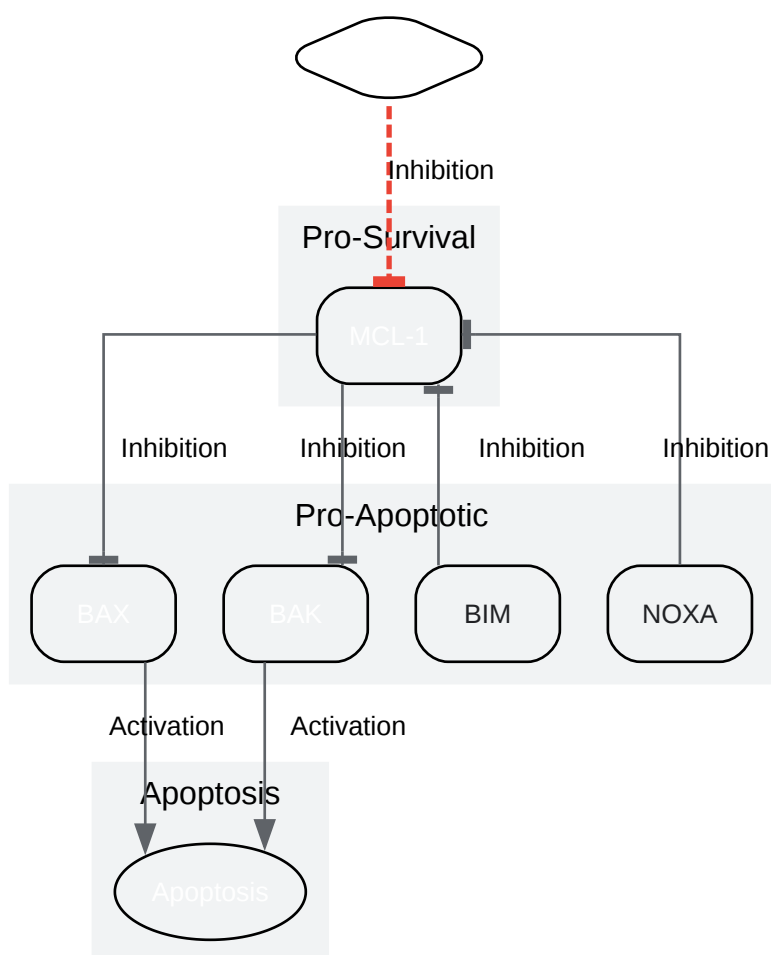 Inhibition
Pro-Survival
MCL-1
Inhibition
Inhibition
Inhibition
Inhibition
Pro-Apoptotic
BAX
BAK
BIM
NOXA
Activation
Activation
Apoptosis
Apoptosis